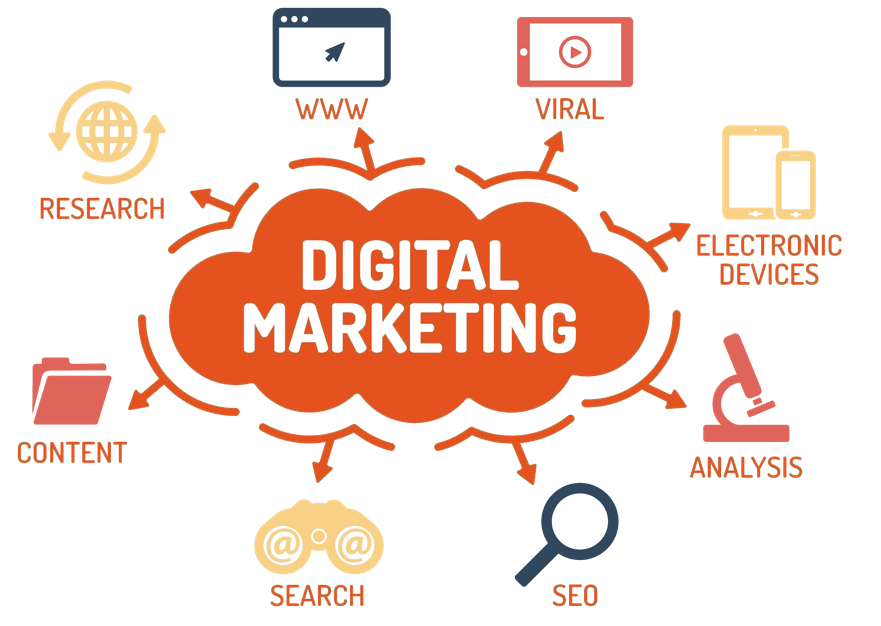 WWW
VIRAL
RESEARCH
ELECTRONIC
DEVICES
DIGITAL
MARKETING
CONTENT
ANALYSIS
@ @
SEARCH
SEO